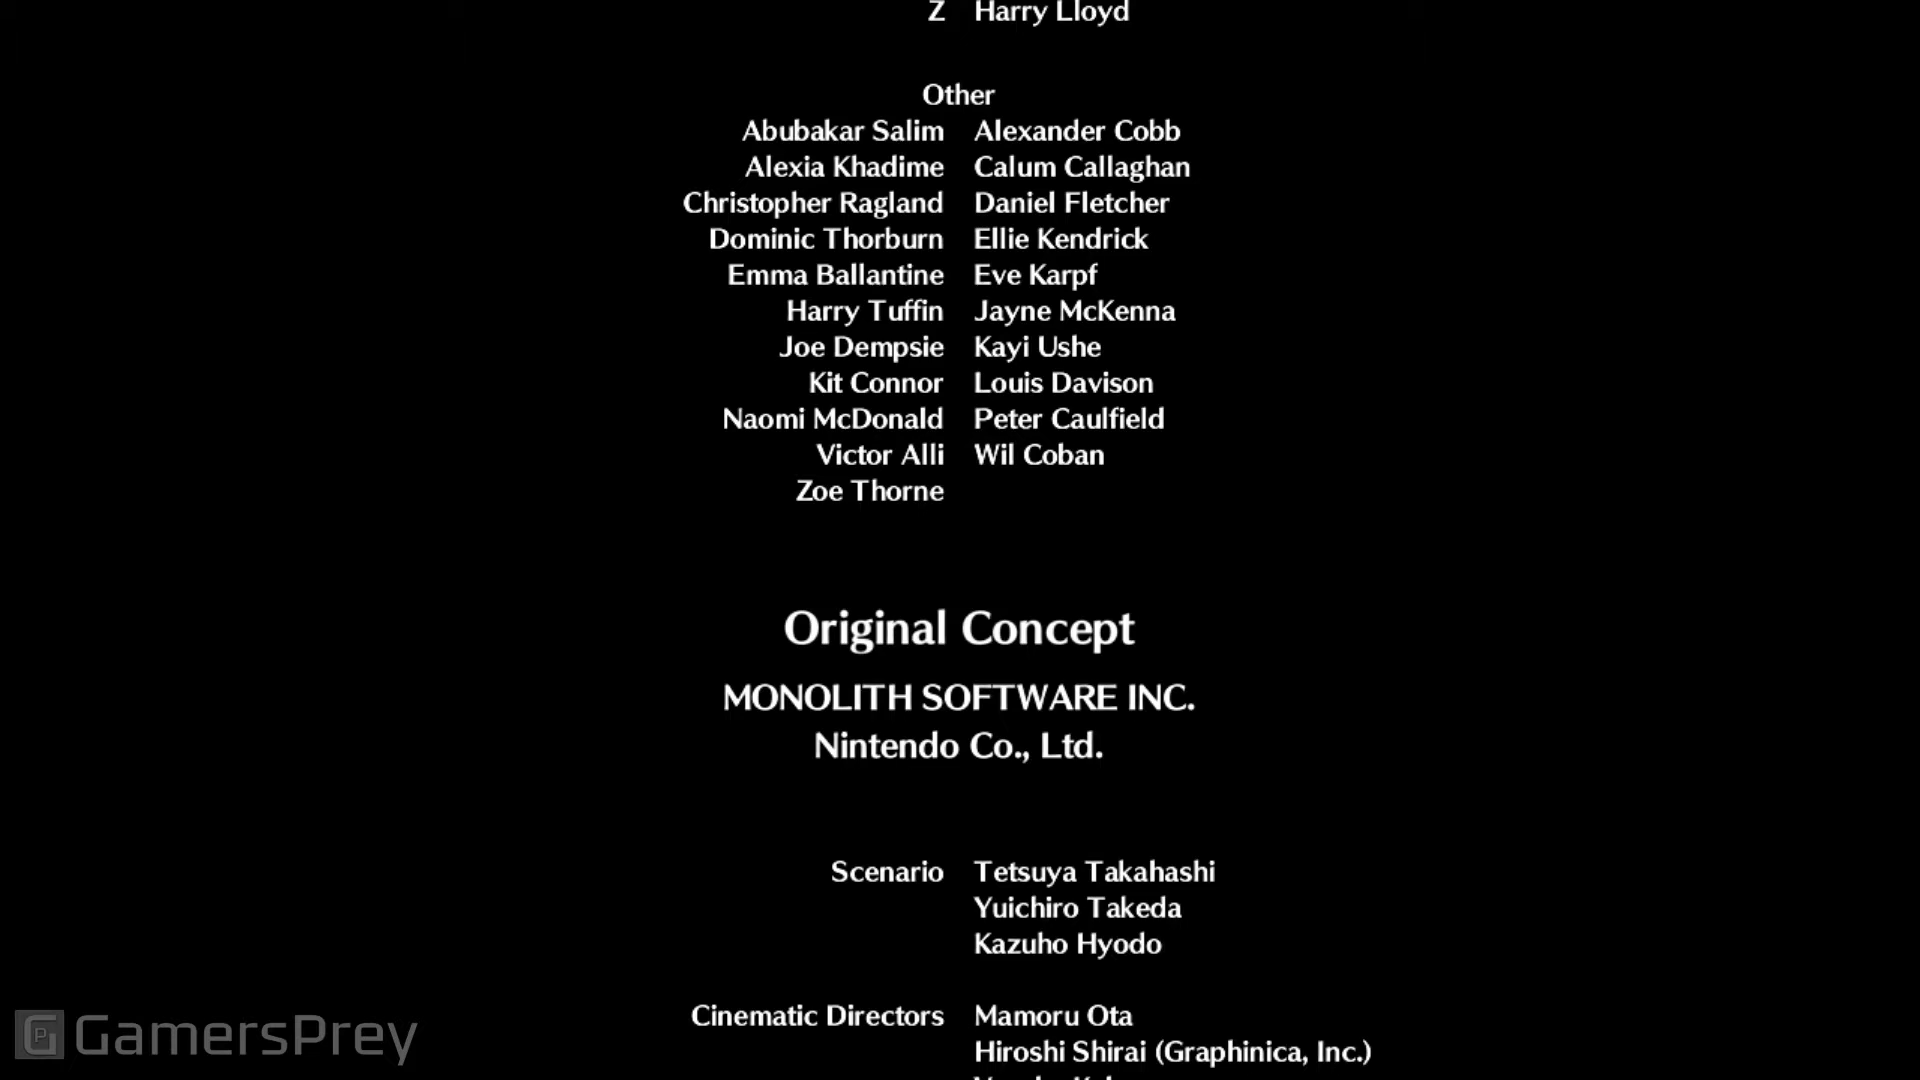 Z Harry Lloyd
Other
Abubakar Salim Alexander Cobb
Alexia Khadime Calum Callaghan
Christopher Ragland Daniel Fletcher
Dominic Thorburn Ellie Kendrick
Emma Ballantine Eve Karpf
Harry Tuffin Jayne McKenna
Joe Dempsie Kayi Ushe
Kit Connor Louis Davison
Naomi McDonald Peter Caulfield
Victor Alli Wil Coban
Zoe Thorne
Original Concept
MONOLITH SOFTWARE INC.
Nintendo Co., Ltd.
Scenario Tetsuya Takahashi
Yuichiro Takeda
Kazuho Hyodo
Cinematic Directors Mamoru Ota
Hiroshi Shirai (Graphinica, Inc.)
GamersPrey